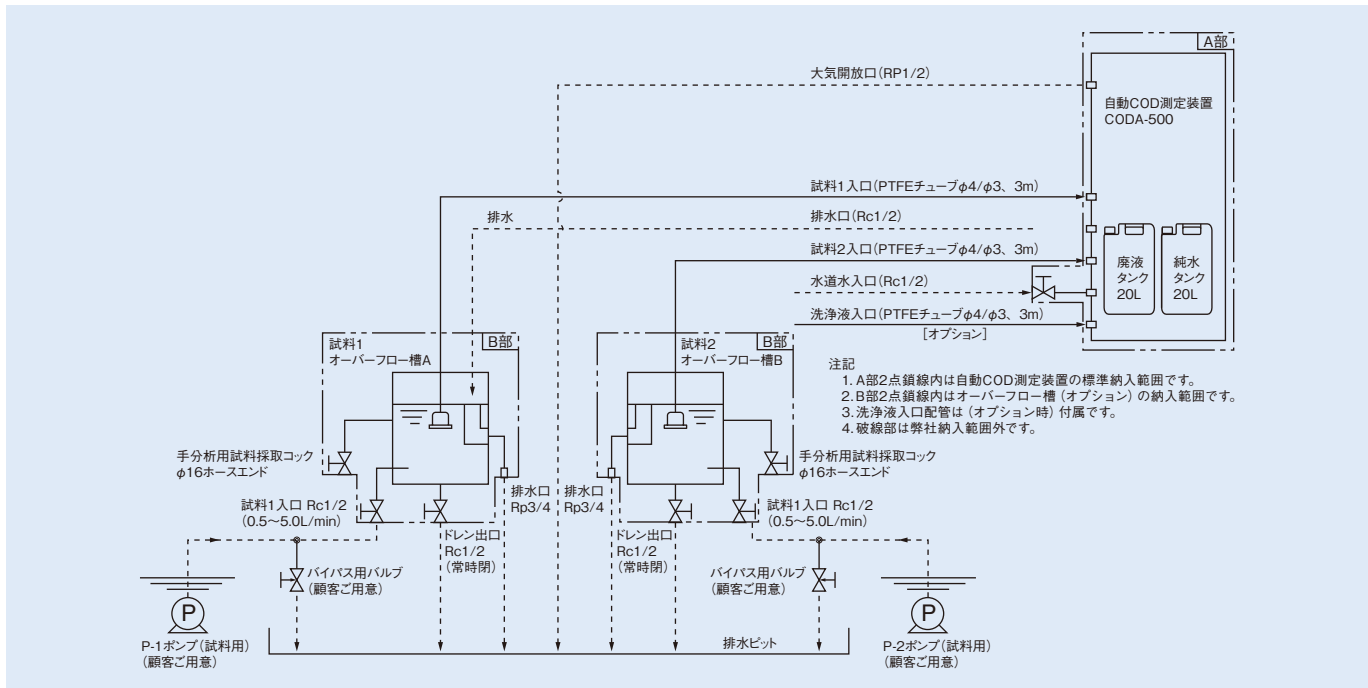 A部
大気開放口(RP1/2)
自動COD測定装置
CODA-500
試料1入口(PTFEチューブφ4/φ3、3m)
排水
排水口(Rc1/2)
試料2入口(PTFEチューブφ4/φ3、3m)
水道水入口(Rc1/2)
洗浄液入口(PTFEチューブφ4/φ3、3m)
[オプション]
廃液
タンク
20L
純水
タンク
20L
試料1
オーバーフロー槽A
B部
試料2
オーバーフロー槽B
B部
注記
1. A部2点鎖線内は自動COD測定装置の標準納入範囲です。
2. B部2点鎖線内はオーバーフロー槽(オプション)の納入範囲です。
3. 洗浄液入口配管は(オプション時)付属です。
4. 破線部は弊社納入範囲外です。
手分析用試料採取コック
φ16ホースエンド
手分析用試料採取コック
φ16ホースエンド
試料1入口 Rc1/2
(0.5~5.0L/min)
排水口
Rp3/4
排水口
Rp3/4
試料1入口 Rc1/2
(0.5~5.0L/min)
ドレン出口
Rc1/2
(常時閉)
ドレン出口
Rc1/2
(常時閉)
バイパス用バルブ
(顧客ご用意)
バイパス用バルブ
(顧客ご用意)
P
P
P-1ポンプ(試料用)
(顧客ご用意)
排水ピット
P-2ポンプ(試料用)
(顧客ご用意)